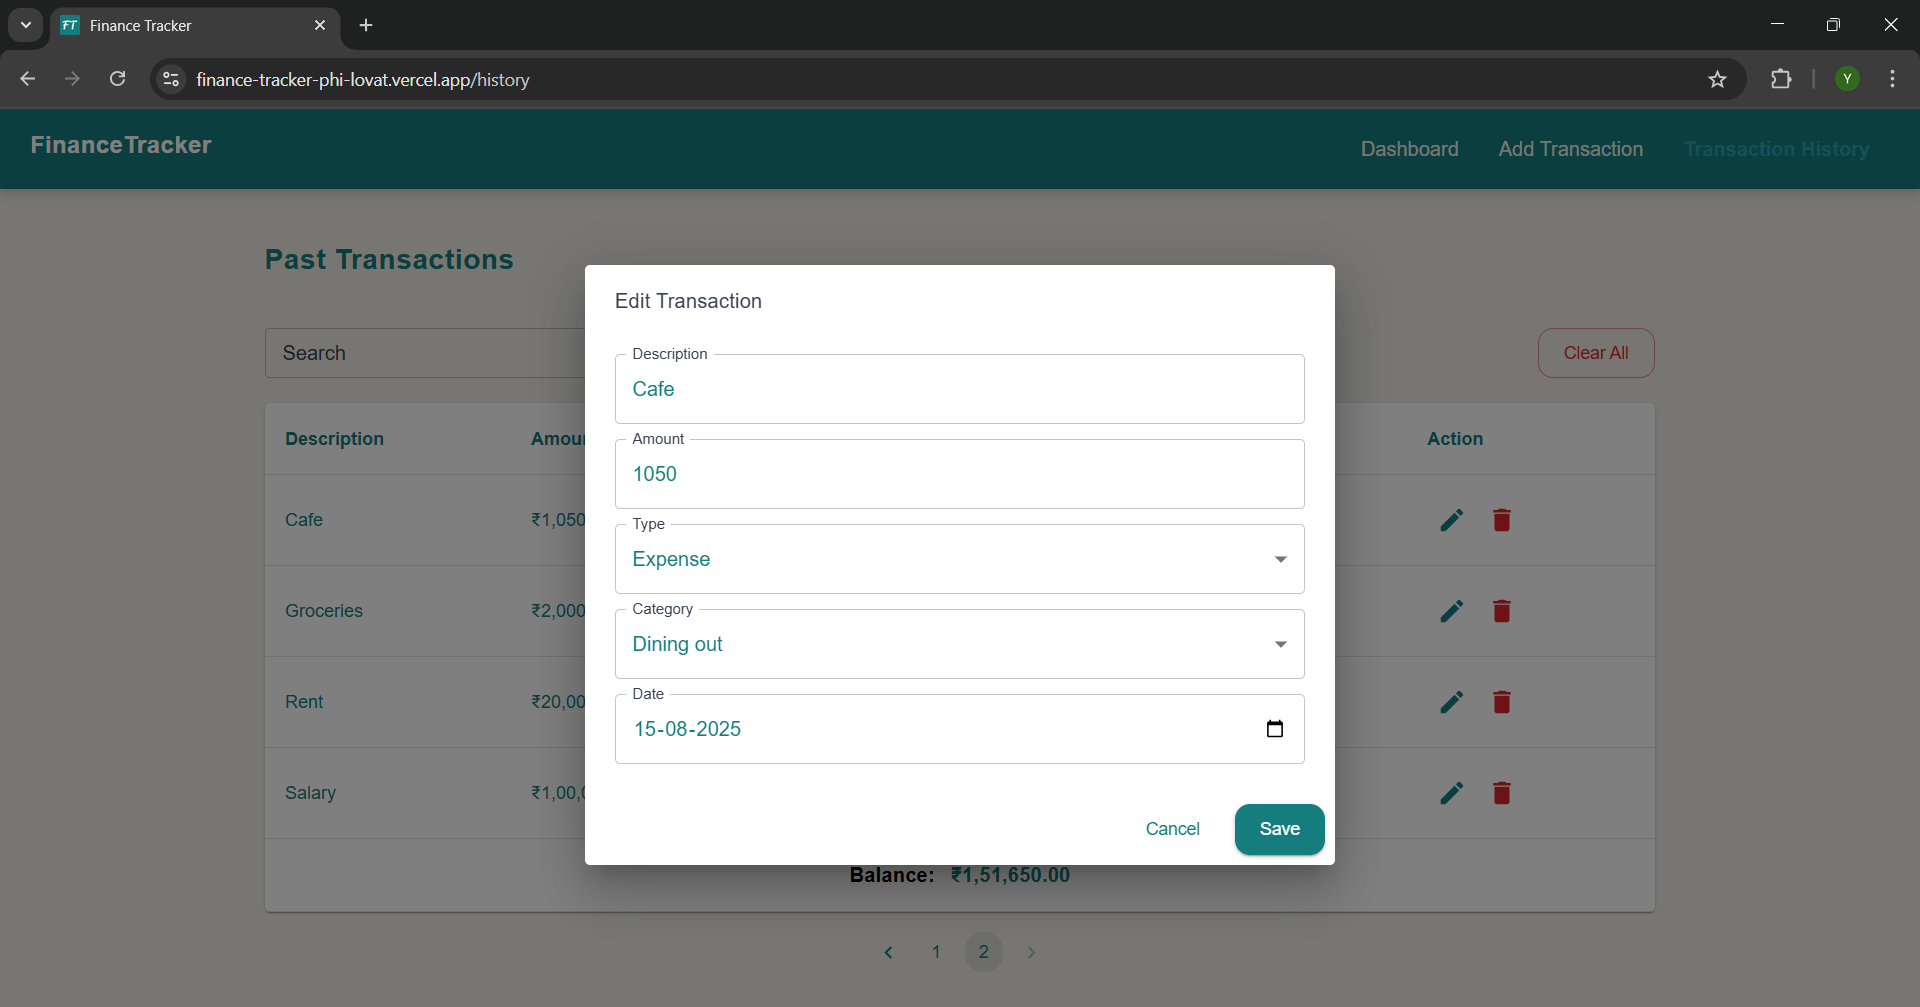 FT Finance Tracker
finance-tracker-phi-lovat.vercel.app/history
Y
FinanceTracker
Dashboard Add Transaction Transaction History
Past Transactions
Search
Clear All
Edit Transaction
Description
Cafe
Amount
1050
Type
Expense
Category
Dining out
Date
15-08-2025
Cancel Save
Description Amou Action
Cafe ₹1,050
Groceries ₹2,000
Rent ₹20,00
Salary ₹1,00,
Balance: ₹1,51,650.00
1 2